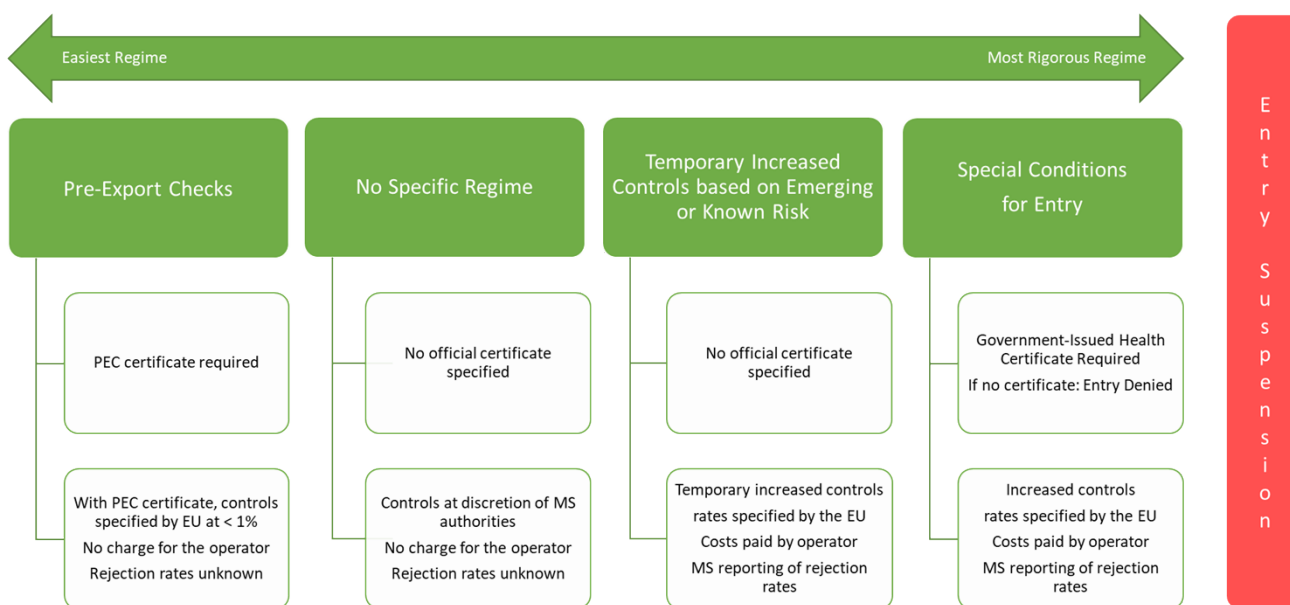 Easiest Regime
Most Rigorous Regime
Pre-Export Checks
No Specific Regime
Temporary Increased
Controls based on Emerging
or Known Risk
Special Conditions
for Entry
PEC certificate required
No official certificate
specified
No official certificate
specified
Government-Issued Health
Certificate Required
If no certificate: Entry Denied
With PEC certificate, controls
specified by EU at < 1%
No charge for the operator
Rejection rates unknown
Controls at discretion of MS
authorities
No charge for the operator
Rejection rates unknown
Temporary increased controls
rates specified by the EU
Costs paid by operator
MS reporting of rejection
rates
Increased controls
rates specified by the EU
Costs paid by operator
MS reporting of rejection
rates
Entry Suspension